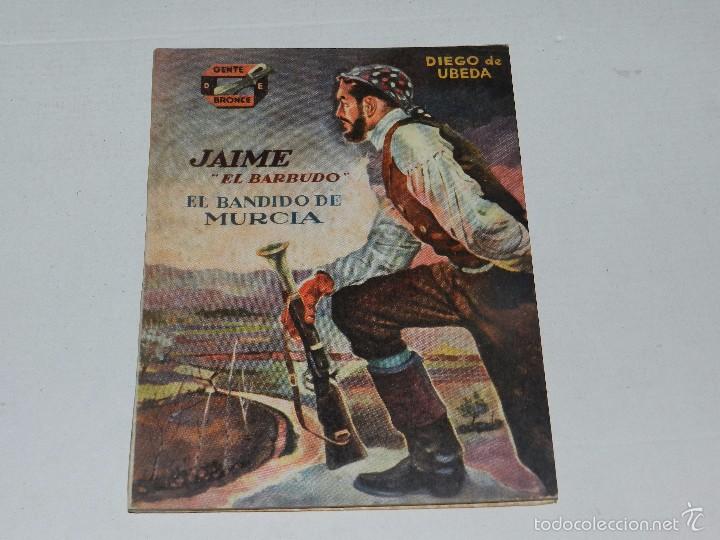 GENTE
D E
BRONCE
DIEGO de
UBEDA
JAIME
"EL BARBUDO"
EL BANDIDO DE
MURCIA
todocoleccion.net